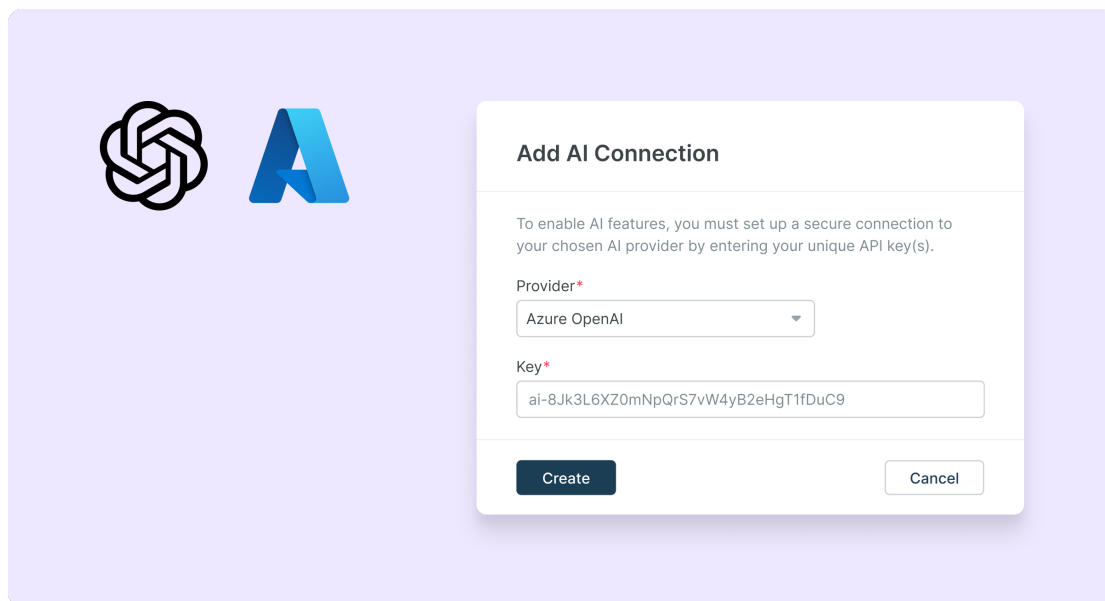 Add AI Connection
To enable AI features, you must set up a secure connection to
your chosen AI provider by entering your unique API key(s).
Provider*
Azure OpenAI
Key*
ai-8Jk3L6XZ0mNpQrS7vW4yB2eHgT1fDuC9
Create
Cancel